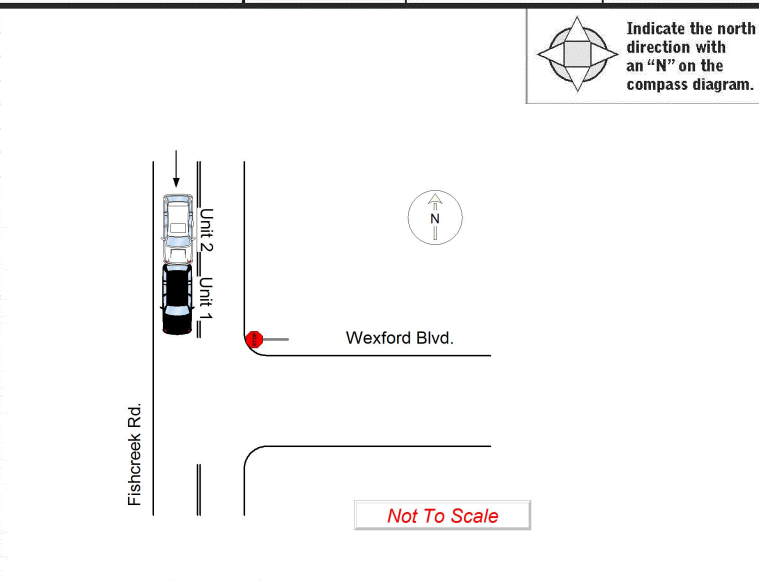 Indicate the north
direction with
an “N” on the
compass diagram.
N
Unit 2
Unit 1
Wexford Blvd.
Fishcreek Rd.
Not To Scale